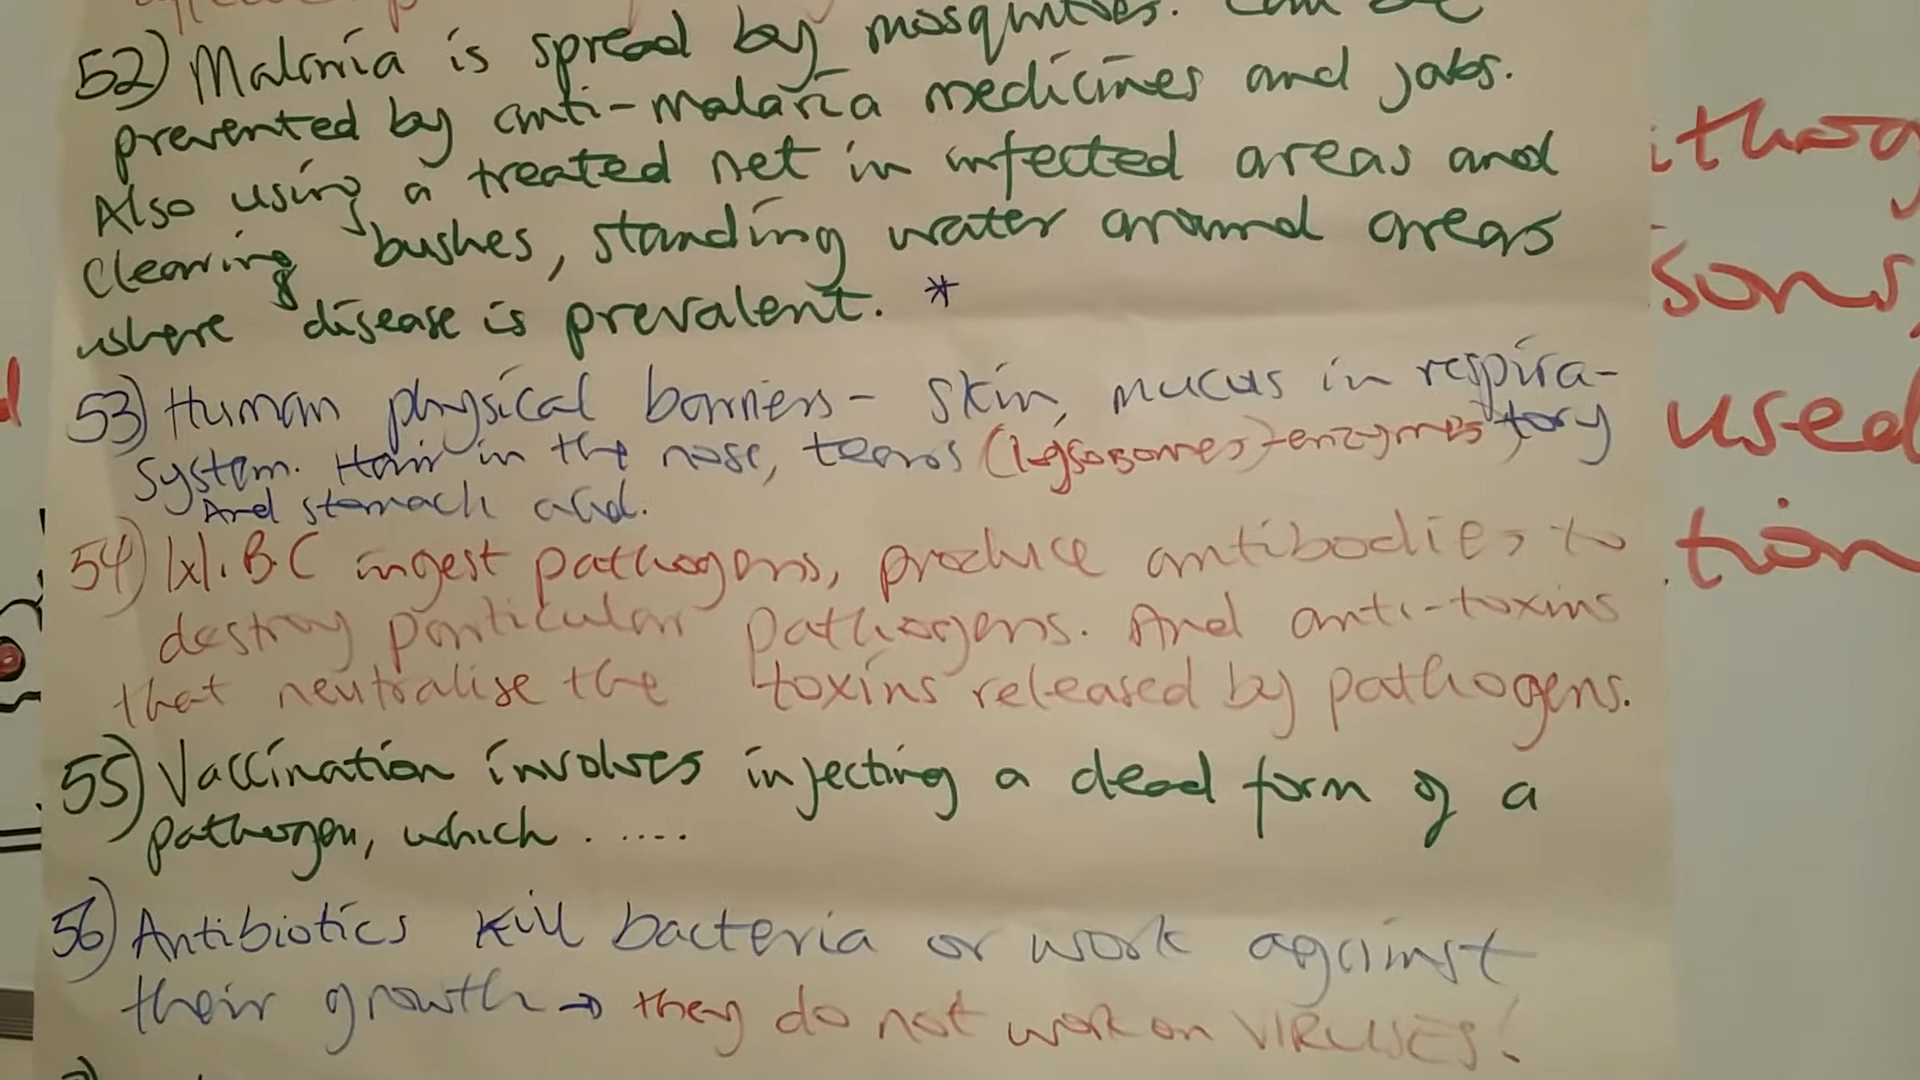 52) Malaria is spread by mosquitoes. Can be
prevented by anti-malaria medicines and jabs.
Also using a treated net in infected areas and
Clearing bushes, standing water around areas
where disease is prevalent. *
53) Human physical barriers - skin, mucus in respira-
tory
system. Hair in the nose, tears (lysosomes)-enzymes
And stomach acid.
54) W.B.C ingest pathogens, produce antibodies to
destroy particular pathogens. And anti-toxins
that neutralise the toxins released by pathogens.
55) Vaccination involves injecting a dead form of a
pathogen, which . .....
56) Antibiotics kill bacteria or work against
their growth → they do not work on VIRUSES!
sons,
used
tion